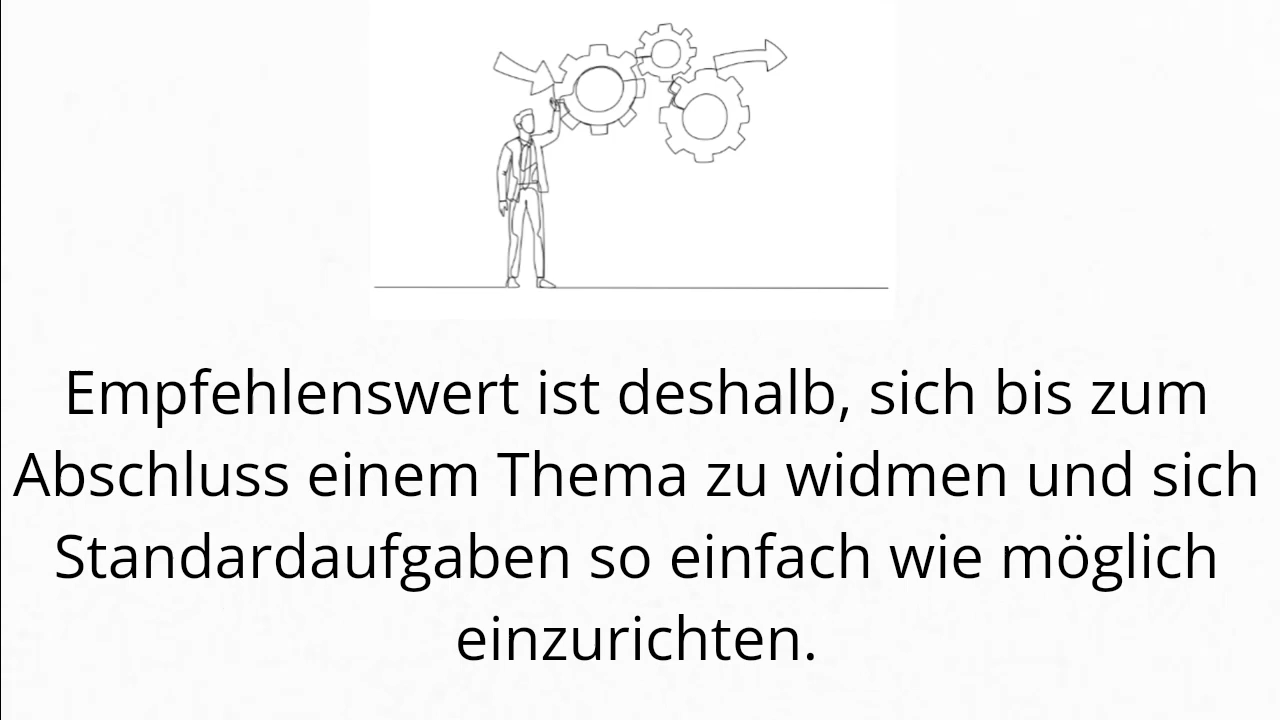 Empfehlenswert ist deshalb, sich bis zum
Abschluss einem Thema zu widmen und sich
Standardaufgaben so einfach wie möglich
einzurichten.